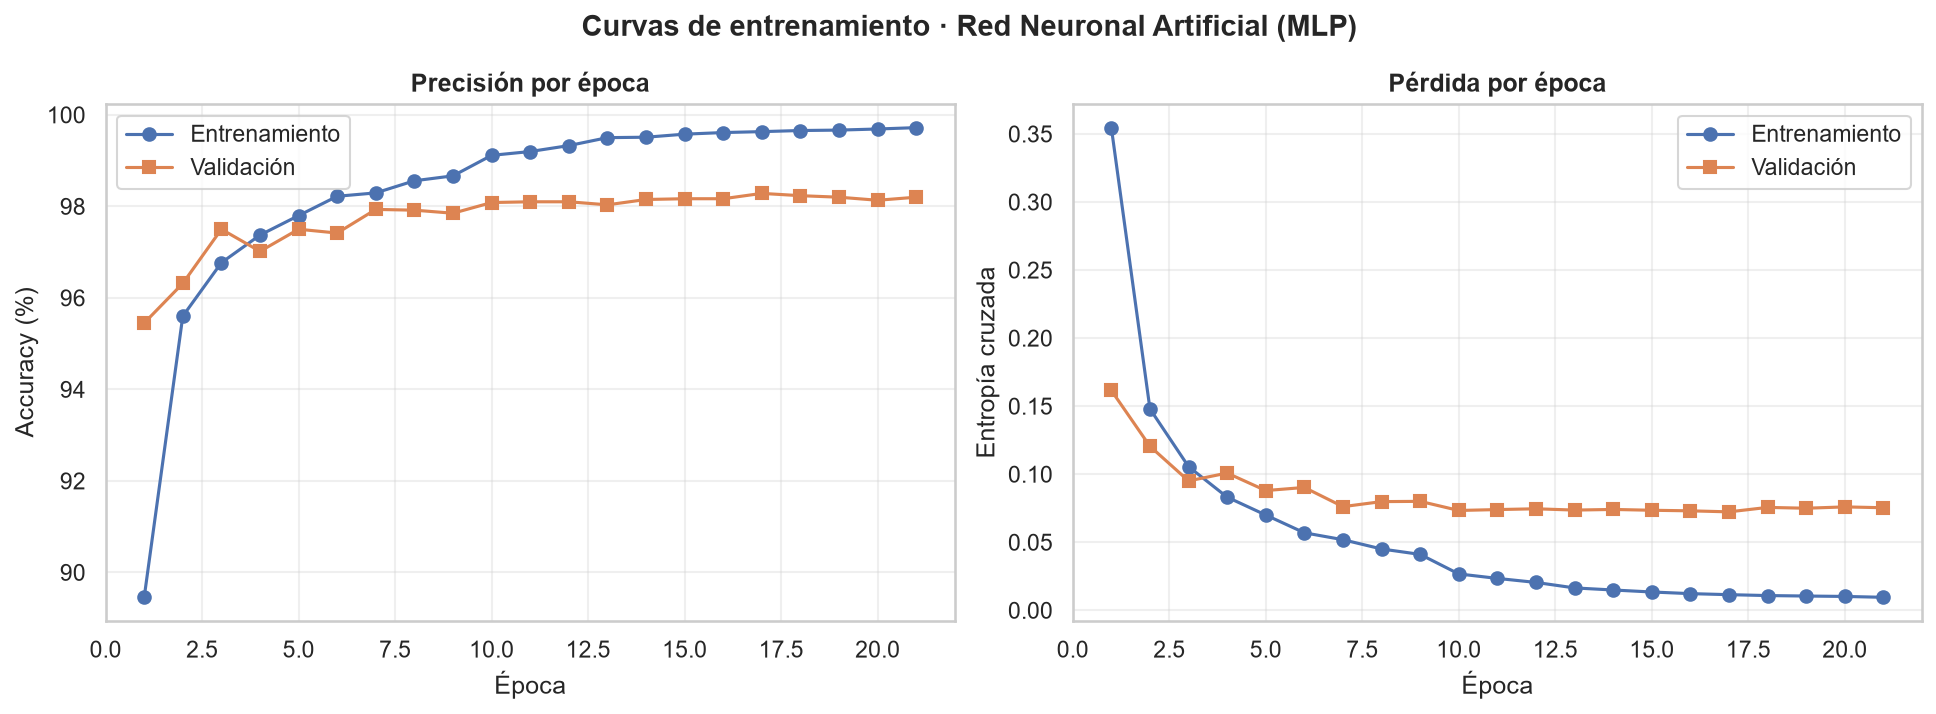 Curvas de entrenamiento · Red Neuronal Artificial (MLP)
Precisión por época
Accuracy (%)
100
98
96
94
92
90
Entrenamiento
Validación
0.0 2.5 5.0 7.5 10.0 12.5 15.0 17.5 20.0
Época
Pérdida por época
Entropía cruzada
0.35
0.30
0.25
0.20
0.15
0.10
0.05
0.00
Entrenamiento
Validación
0.0 2.5 5.0 7.5 10.0 12.5 15.0 17.5 20.0
Época